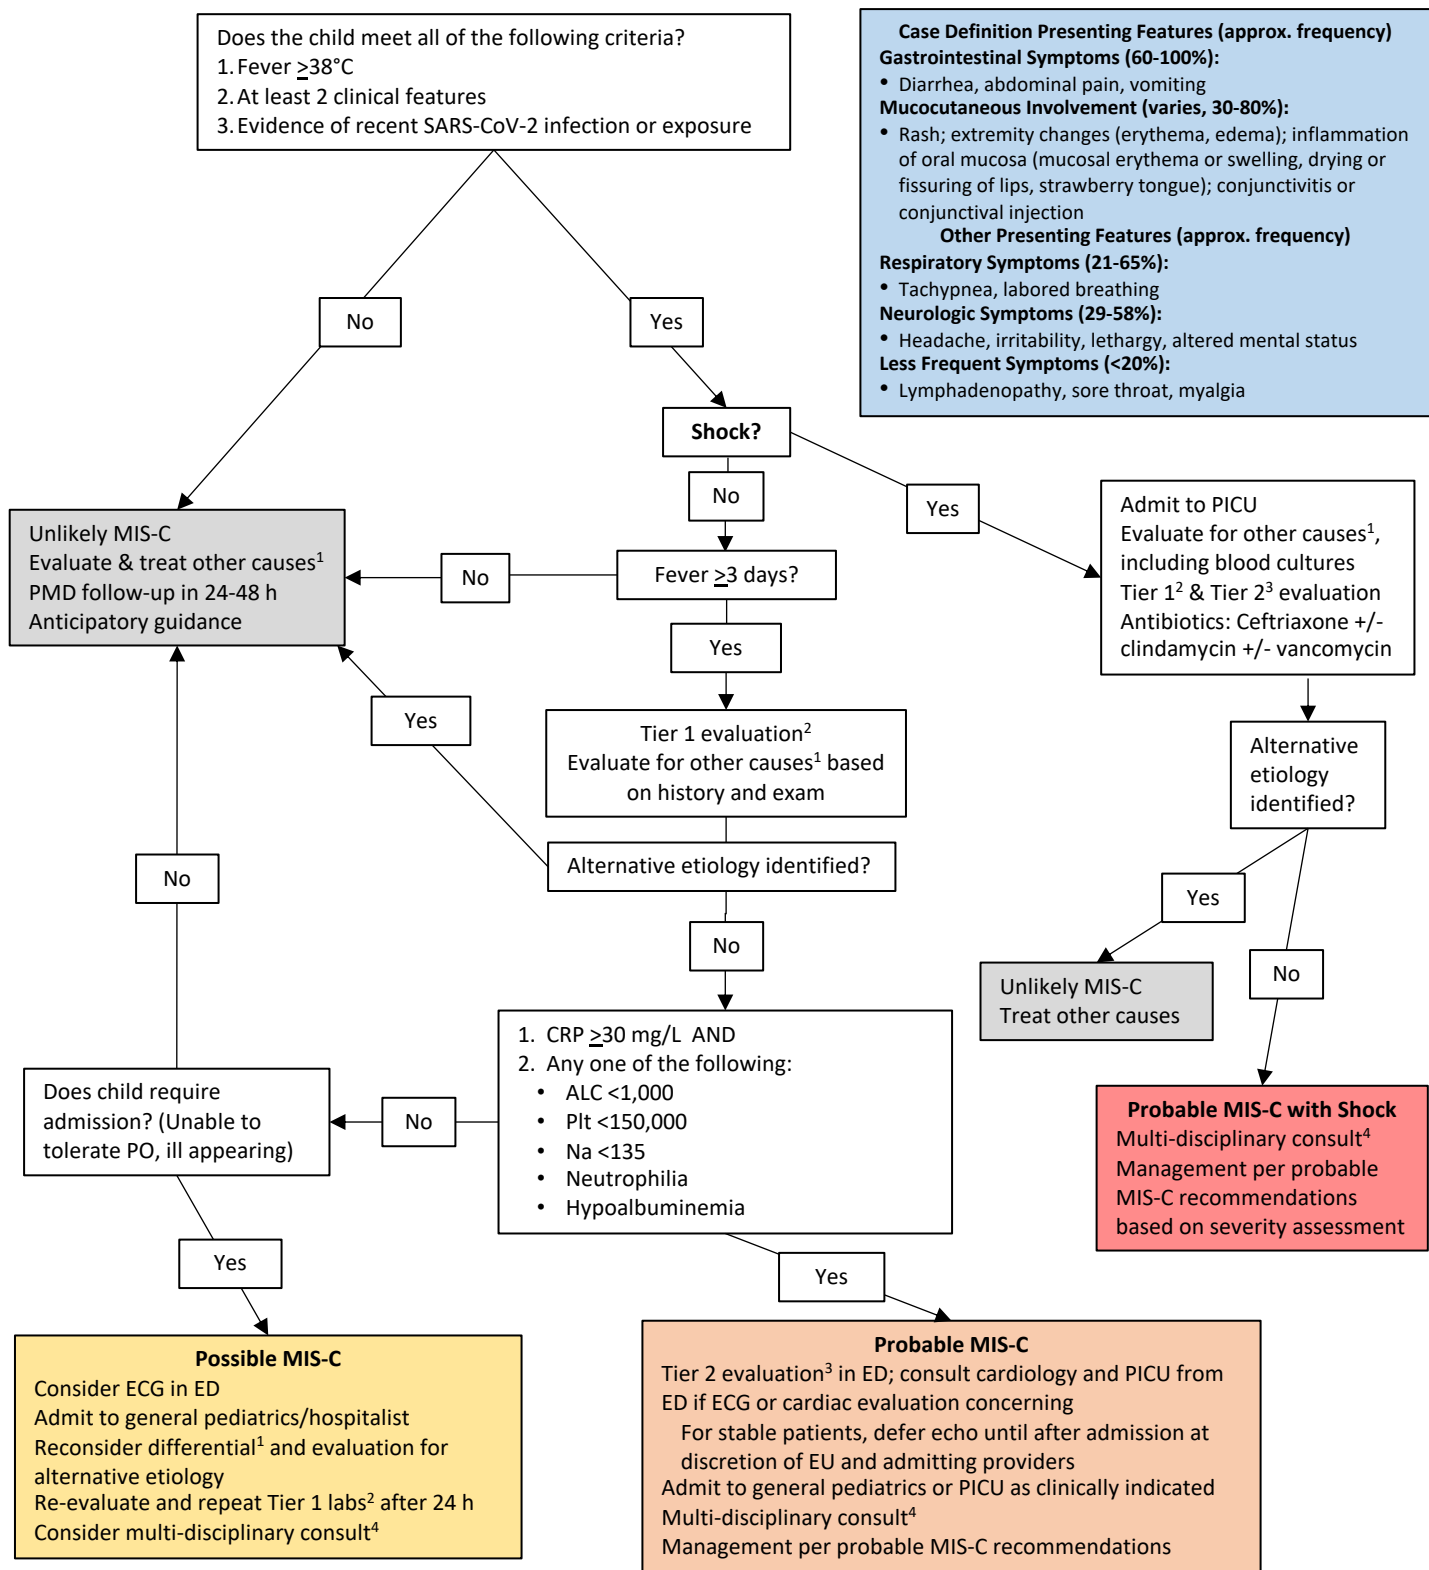 Does the child meet all of the following criteria?
1. Fever ≥38°C
2. At least 2 clinical features
3. Evidence of recent SARS-CoV-2 infection or exposure
Case Definition Presenting Features (approx. frequency)
Gastrointestinal Symptoms (60-100%):
• Diarrhea, abdominal pain, vomiting
Mucocutaneous Involvement (varies, 30-80%):
• Rash; extremity changes (erythema, edema); inflammation
of oral mucosa (mucosal erythema or swelling, drying or
fissuring of lips, strawberry tongue); conjunctivitis or
conjunctival injection
Other Presenting Features (approx. frequency)
Respiratory Symptoms (21-65%):
• Tachypnea, labored breathing
Neurologic Symptoms (29-58%):
• Headache, irritability, lethargy, altered mental status
Less Frequent Symptoms (<20%):
• Lymphadenopathy, sore throat, myalgia
No
Yes
Shock?
No
Yes
Unlikely MIS-C
Evaluate & treat other causes¹
PMD follow-up in 24-48 h
Anticipatory guidance
No
Fever ≥3 days?
Admit to PICU
Evaluate for other causes¹,
including blood cultures
Tier 1² & Tier 2³ evaluation
Antibiotics: Ceftriaxone +/-
clindamycin +/- vancomycin
Yes
Yes
Tier 1 evaluation²
Evaluate for other causes¹ based
on history and exam
Alternative
etiology
identified?
No
Alternative etiology identified?
Yes
No
No
Unlikely MIS-C
Treat other causes
1. CRP ≥30 mg/L AND
2. Any one of the following:
• ALC <1,000
• Plt <150,000
• Na <135
• Neutrophilia
• Hypoalbuminemia
Does child require
admission? (Unable to
tolerate PO, ill appearing)
No
Probable MIS-C with Shock
Multi-disciplinary consult⁴
Management per probable
MIS-C recommendations
based on severity assessment
Yes
Yes
Possible MIS-C
Consider ECG in ED
Admit to general pediatrics/hospitalist
Reconsider differential¹ and evaluation for
alternative etiology
Re-evaluate and repeat Tier 1 labs² after 24 h
Consider multi-disciplinary consult⁴
Probable MIS-C
Tier 2 evaluation³ in ED; consult cardiology and PICU from
ED if ECG or cardiac evaluation concerning
For stable patients, defer echo until after admission at
discretion of EU and admitting providers
Admit to general pediatrics or PICU as clinically indicated
Multi-disciplinary consult⁴
Management per probable MIS-C recommendations